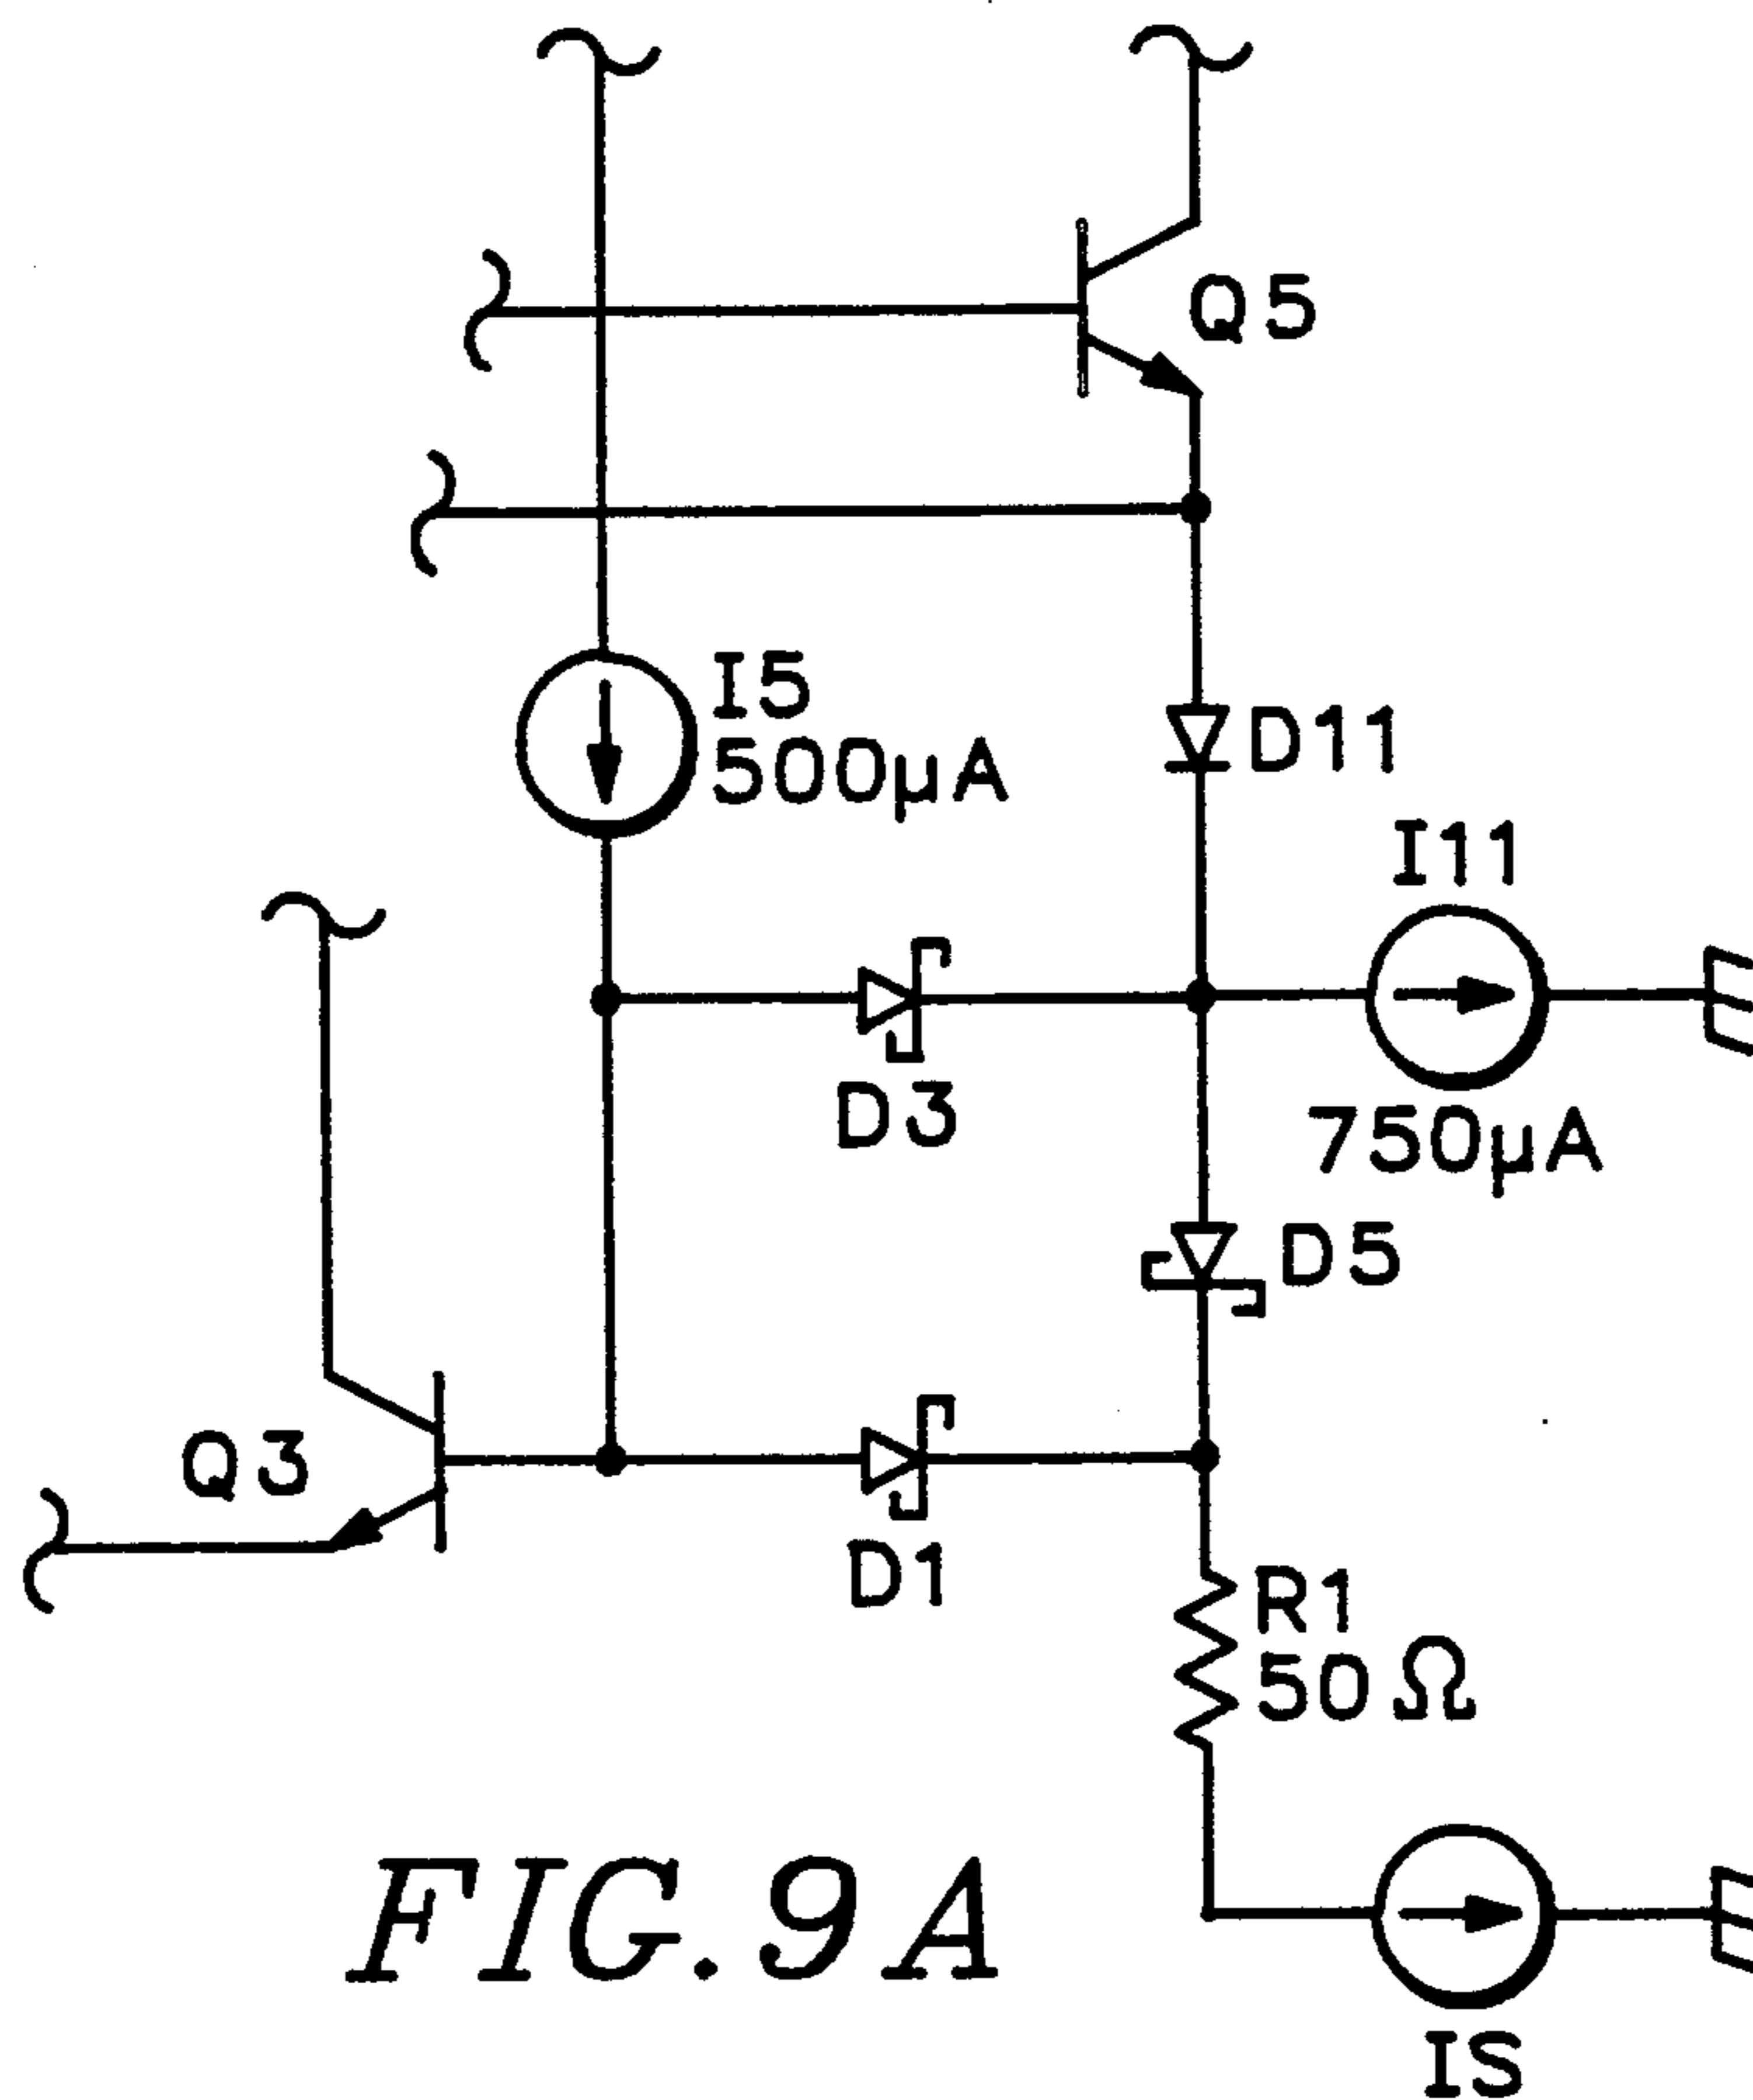 Q5
I5
500µA
D11
I11
D3
750µA
D5
Q3
D1
R1
50Ω
FIG.9A
IS